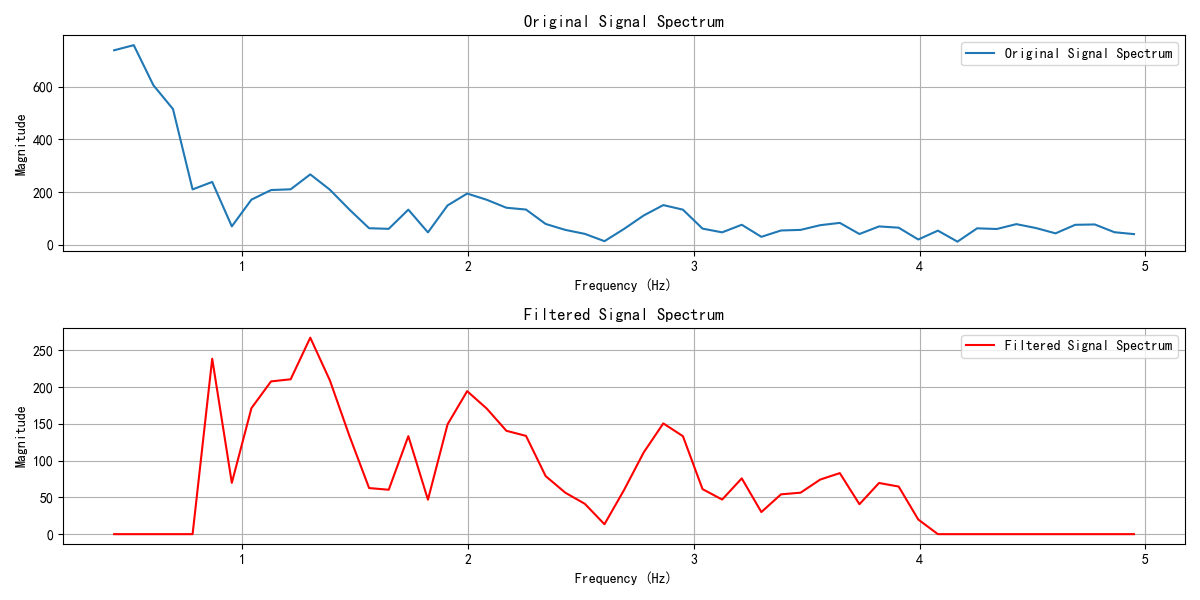 Original Signal Spectrum
Original Signal Spectrum
Magnitude
600
400
200
0
1 2 3 4 5
Frequency (Hz)
Filtered Signal Spectrum
Filtered Signal Spectrum
Magnitude
250
200
150
100
50
0
1 2 3 4 5
Frequency (Hz)